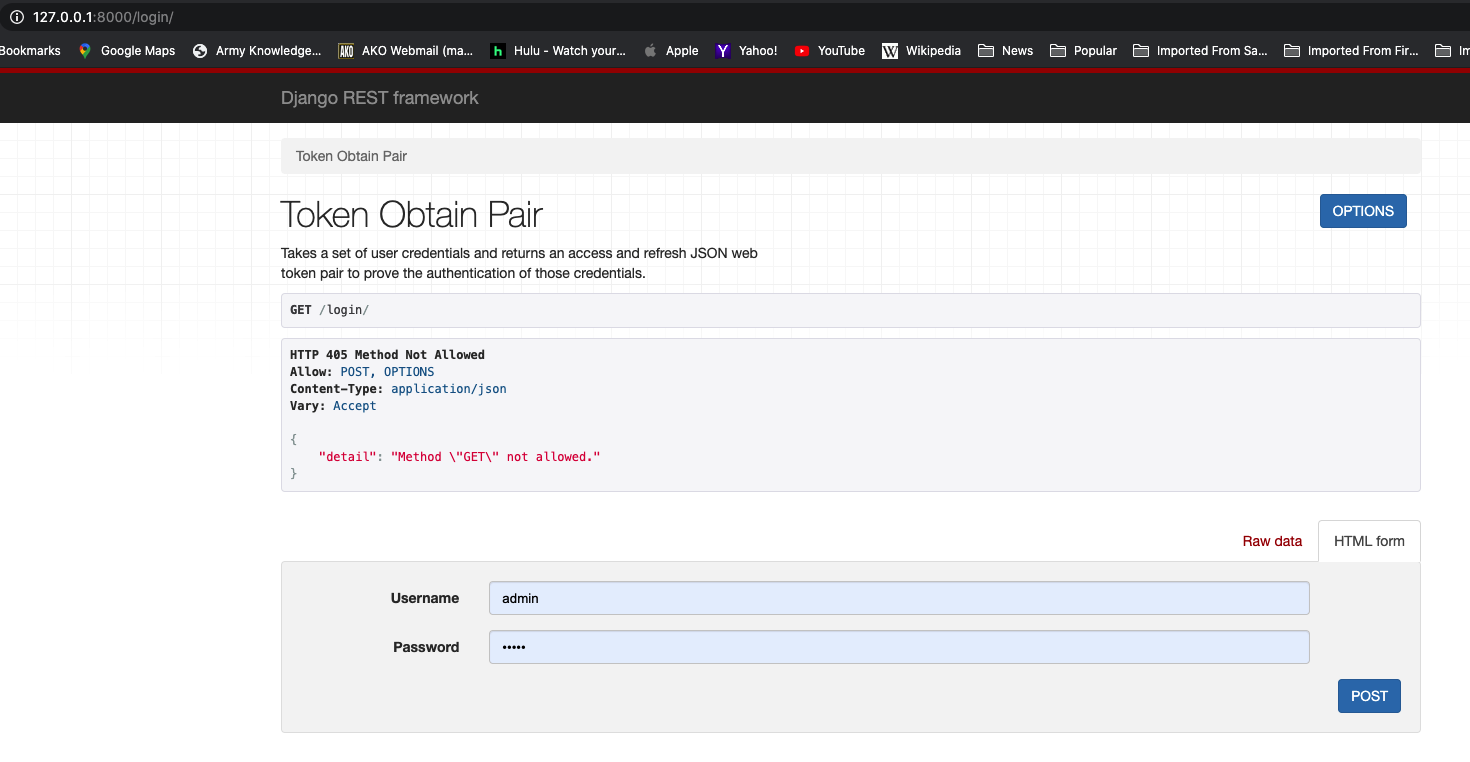 127.0.0.1:8000/login/
Bookmarks Google Maps Army Knowledge... AKO AKO Webmail (ma... h Hulu - Watch your... Apple Y Yahoo! YouTube W Wikipedia News Popular Imported From Sa... Imported From Fir... Im
Django REST framework
Token Obtain Pair
Token Obtain Pair
OPTIONS
Takes a set of user credentials and returns an access and refresh JSON web
token pair to prove the authentication of those credentials.
GET /login/
HTTP 405 Method Not Allowed
Allow: POST, OPTIONS
Content-Type: application/json
Vary: Accept
{
"detail": "Method \"GET\" not allowed."
}
Raw data HTML form
Username admin
Password •••••
POST